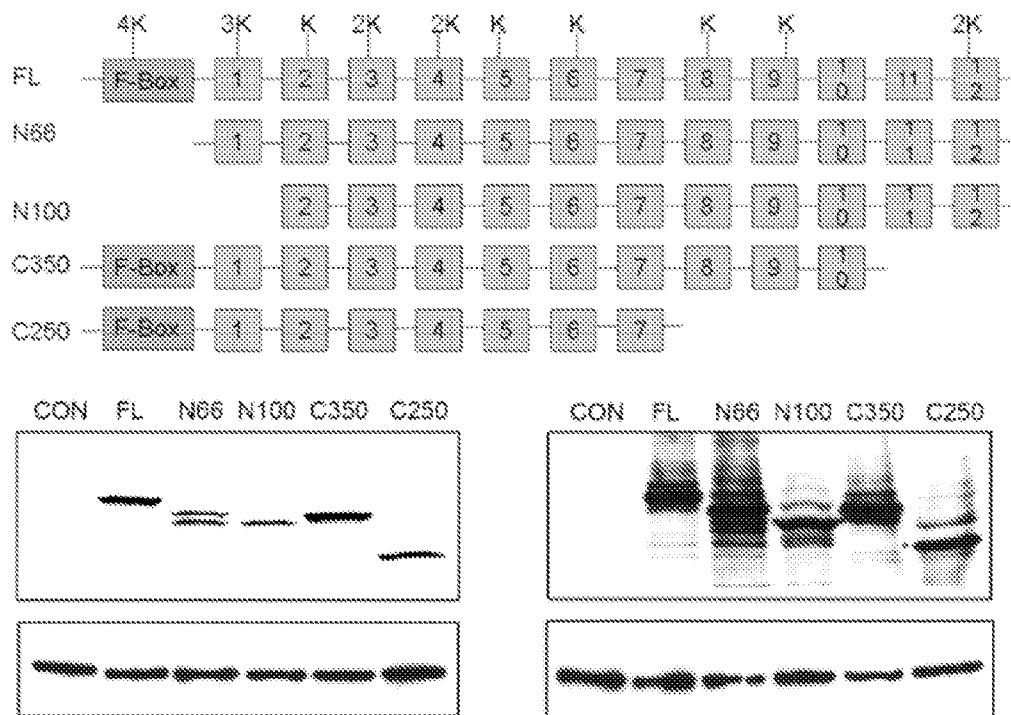 4K 3K K 2K 2K K K K K 2K
FL F-Box 1 2 3 4 5 6 7 8 9 10 11 12
N66 1 2 3 4 5 6 7 8 9 10 11 12
N100 2 3 4 5 6 7 8 9 10 11 12
C350 F-Box 1 2 3 4 5 6 7 8 9 10
C250 F-Box 1 2 3 4 5 6 7
CON FL N66 N100 C350 C250
CON FL N66 N100 C350 C250